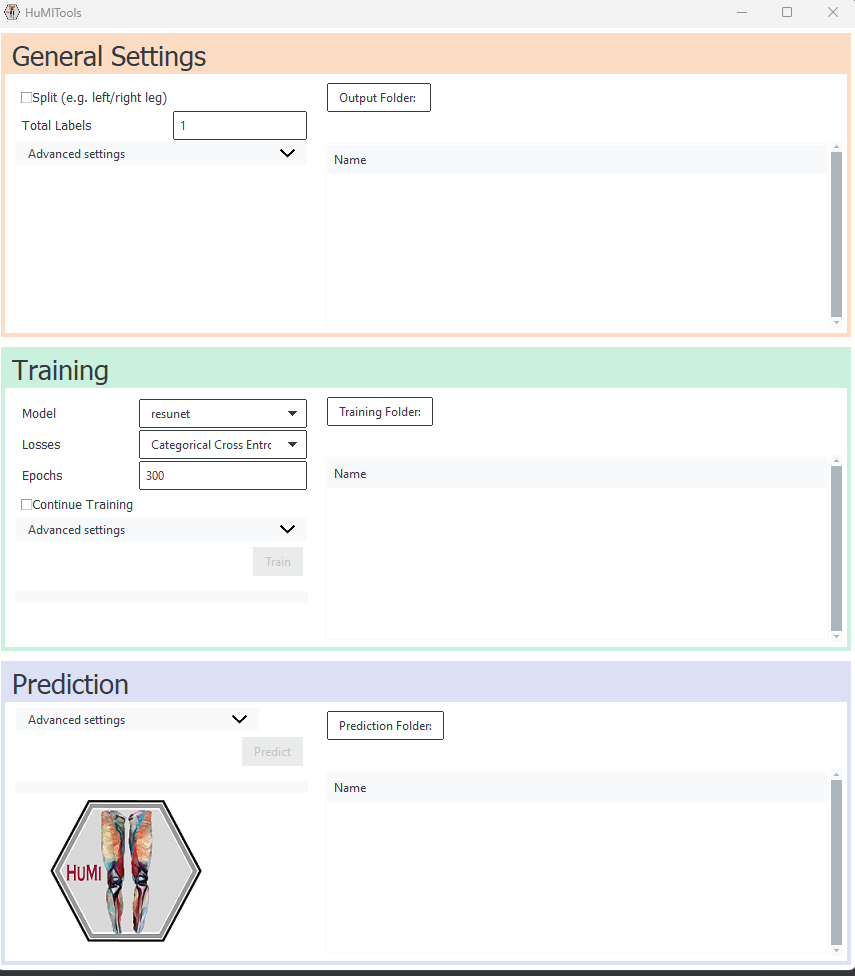 HuMITools
General Settings
Split (e.g. left/right leg)
Output Folder:
Total Labels
1
Advanced settings
Name
Training
Model
resunet
Training Folder:
Losses
Categorical Cross Entrc
Epochs
300
Name
Continue Training
Advanced settings
Train
Prediction
Advanced settings
Prediction Folder:
Predict
Name
HuMI